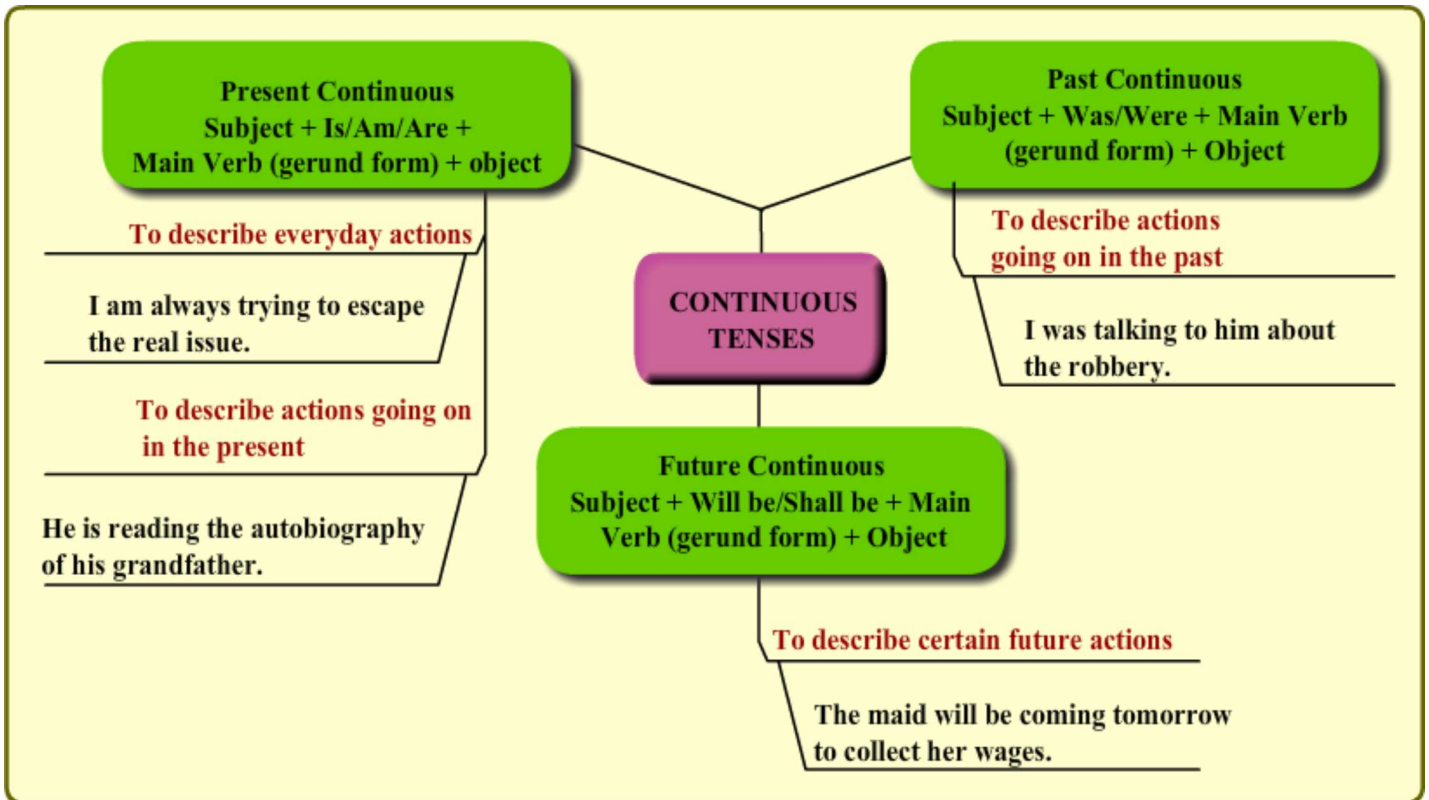 Present Continuous
Subject + Is/Am/Are +
Main Verb (gerund form) + object
To describe everyday actions
I am always trying to escape
the real issue.
To describe actions going on
in the present
He is reading the autobiography
of his grandfather.
Past Continuous
Subject + Was/Were + Main Verb
(gerund form) + Object
To describe actions
going on in the past
I was talking to him about
the robbery.
CONTINUOUS
TENSES
Future Continuous
Subject + Will be/Shall be + Main
Verb (gerund form) + Object
To describe certain future actions
The maid will be coming tomorrow
to collect her wages.